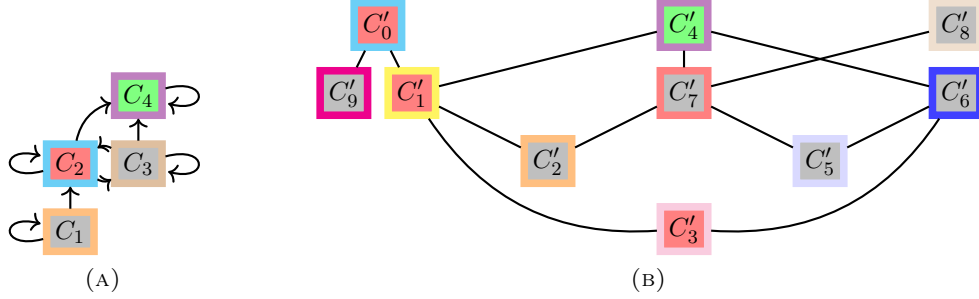 C′₀ C′₄ C′₈
C₄ C′₉ C′₁ C′₇ C′₆
C₂ C₃ C′₂ C′₅
C₁ C′₃
(A) (B)